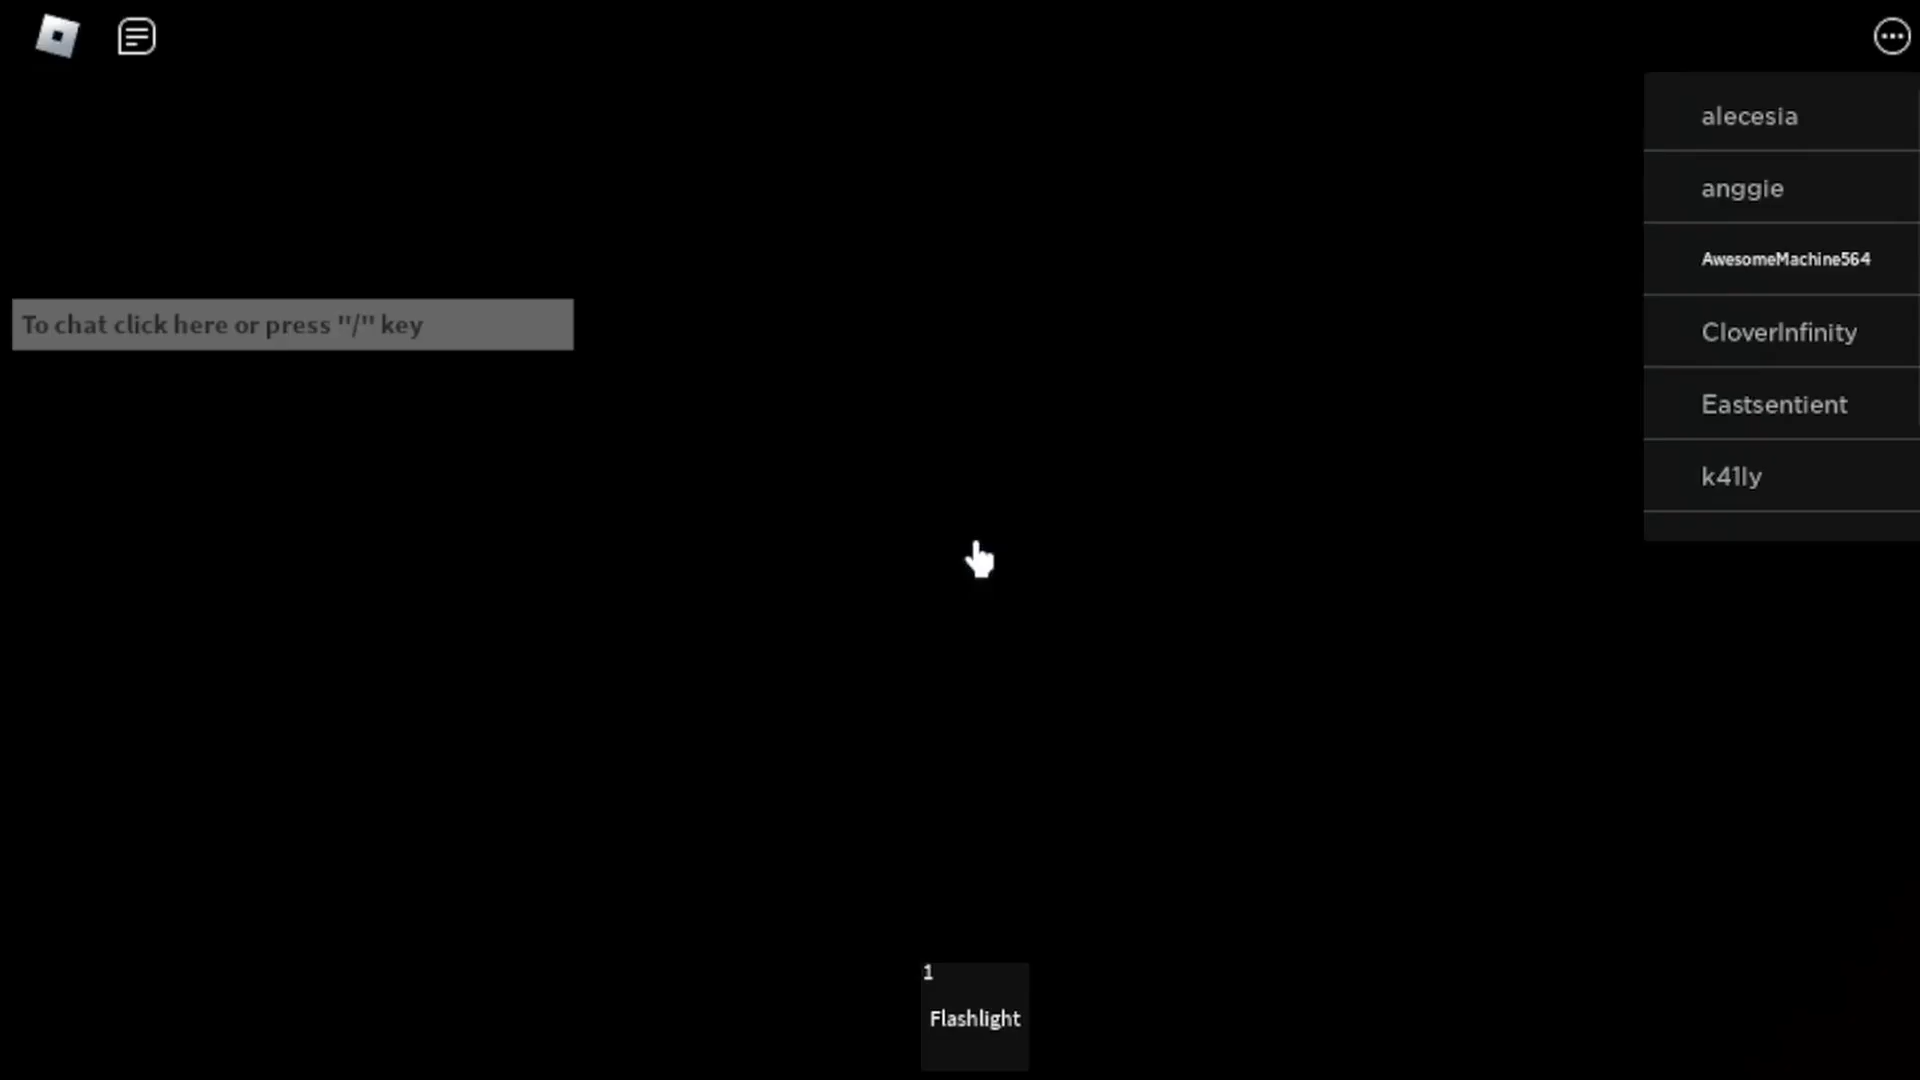 alecesia
anggie
AwesomeMachine564
To chat click here or press "/" key
CloverInfinity
Eastsentient
k41ly
1
Flashlight